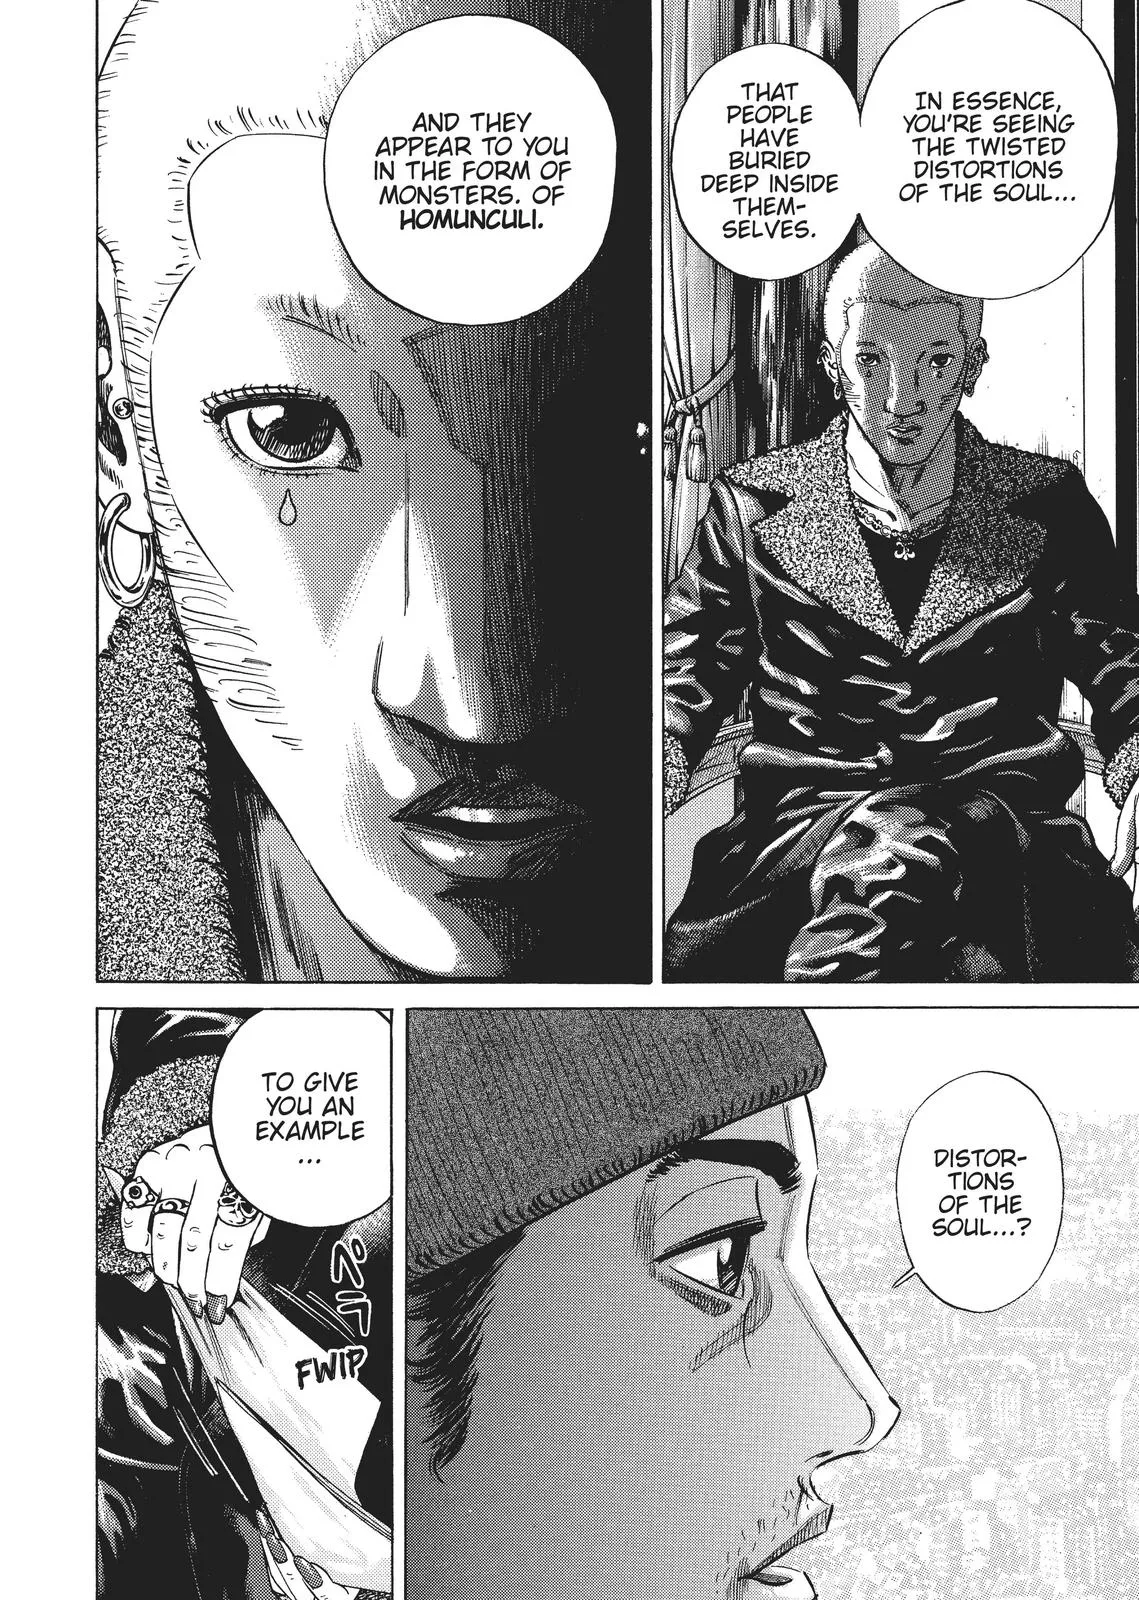 IN ESSENCE,
YOU'RE SEEING
THE TWISTED
DISTORTIONS
OF THE SOUL...
THAT
PEOPLE
HAVE
BURIED
DEEP INSIDE
THEM-
SELVES.
AND THEY
APPEAR TO YOU
IN THE FORM OF
MONSTERS. OF
HOMUNCULI.
DISTOR-
TIONS
OF THE
SOUL...?
TO GIVE
YOU AN
EXAMPLE
...
ペラ
FWIP